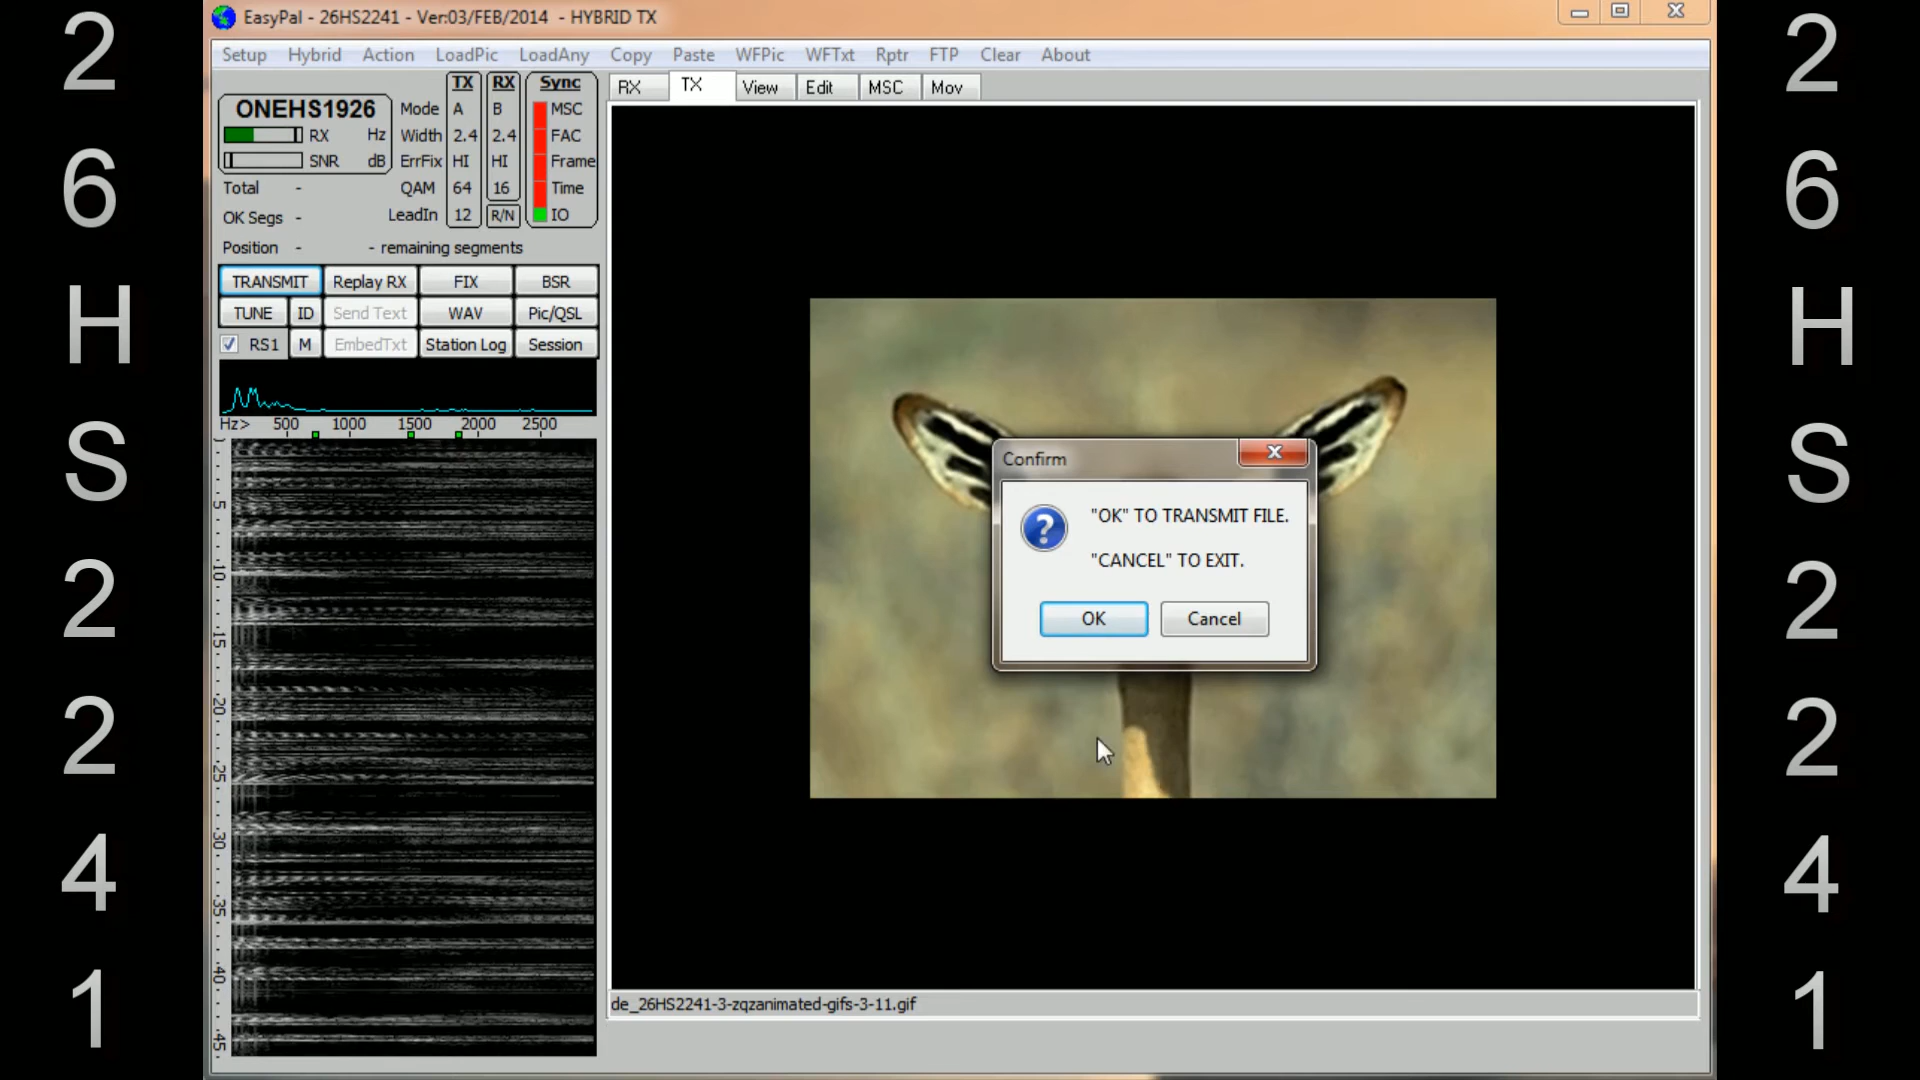 EasyPal - 26HS2241 - Ver:03/FEB/2014 - HYBRID TX
Setup Hybrid Action LoadPic LoadAny Copy Paste WFPic WFTxt Rptr FTP Clear About
TX RX Sync
RX TX View Edit MSC Mov
ONEHS1926 Mode A B MSC
RX Hz Width 2.4 2.4 FAC
SNR dB ErrFix HI HI Frame
Total - QAM 64 16 Time
OK Segs - LeadIn 12 R/N IO
Position - - remaining segments
TRANSMIT Replay RX FIX BSR
TUNE ID Send Text WAV Pic/QSL
RS1 M EmbedTxt Station Log Session
Hz> 500 1000 1500 2000 2500
5
10
15
20
25
30
35
40
45
Confirm
"OK" TO TRANSMIT FILE.
"CANCEL" TO EXIT.
OK Cancel
de_26HS2241-3-zqzanimated-gifs-3-11.gif
2
6
H
S
2
2
4
1
2
6
H
S
2
2
4
1